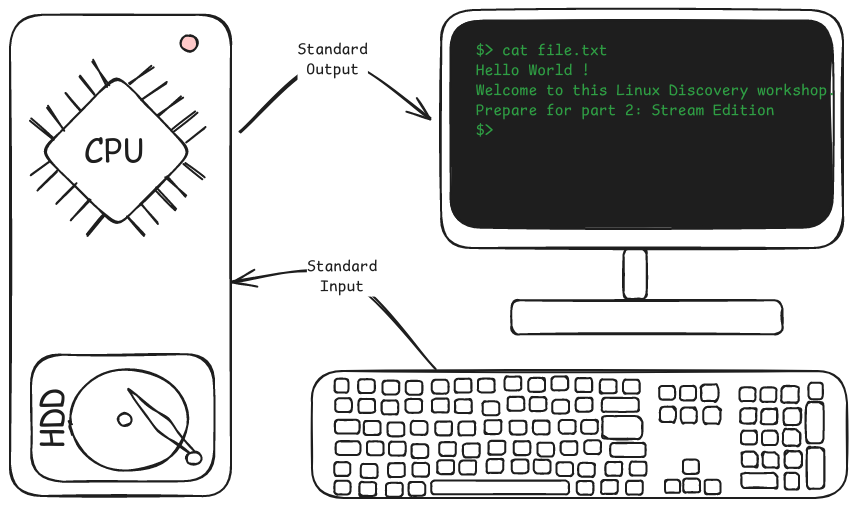 Standard
Output
$> cat file.txt
Hello World !
Welcome to this Linux Discovery workshop.
Prepare for part 2: Stream Edition
$>
CPU
Standard
Input
HDD